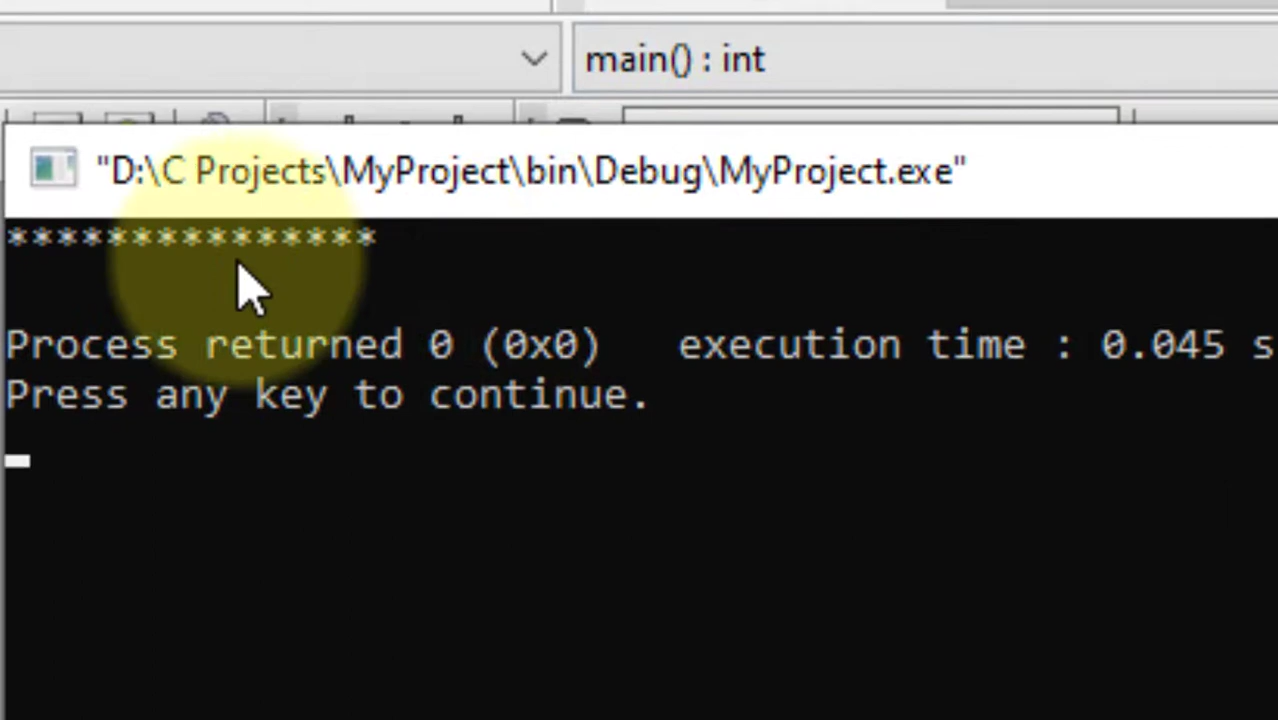 main() : int
"D:\C Projects\MyProject\bin\Debug\MyProject.exe"
***************
Process returned 0 (0x0)   execution time : 0.045 s
Press any key to continue.